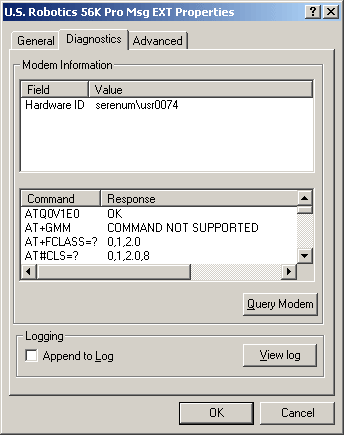 U.S. Robotics 56K Pro Msg EXT Properties
General Diagnostics Advanced
Modem Information
Field Value
Hardware ID serenum\usr0074
Command Response
ATQ0V1E0 OK
AT+GMM COMMAND NOT SUPPORTED
AT+FCLASS=? 0,1,2.0
AT#CLS=? 0,1,2.0,8
Query Modem
Logging
Append to Log View log
OK Cancel